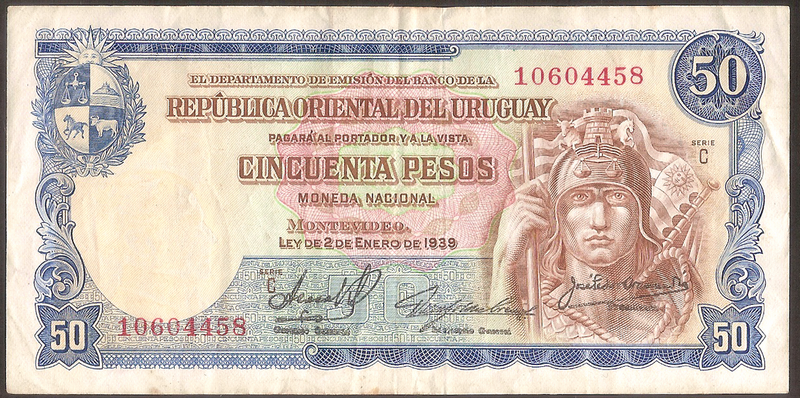 EL DEPARTAMENTO DE EMISIÓN DEL BANCO DE LA
10604458
50
REPÚBLICA ORIENTAL DEL URUGUAY
PAGARÁ AL PORTADOR Y A LA VISTA
SERIE
C
CINCUENTA PESOS
MONEDA NACIONAL
MONTEVIDEO.
LEY DE 2 DE ENERO DE 1939
SERIE
C
50
10604458
50
50